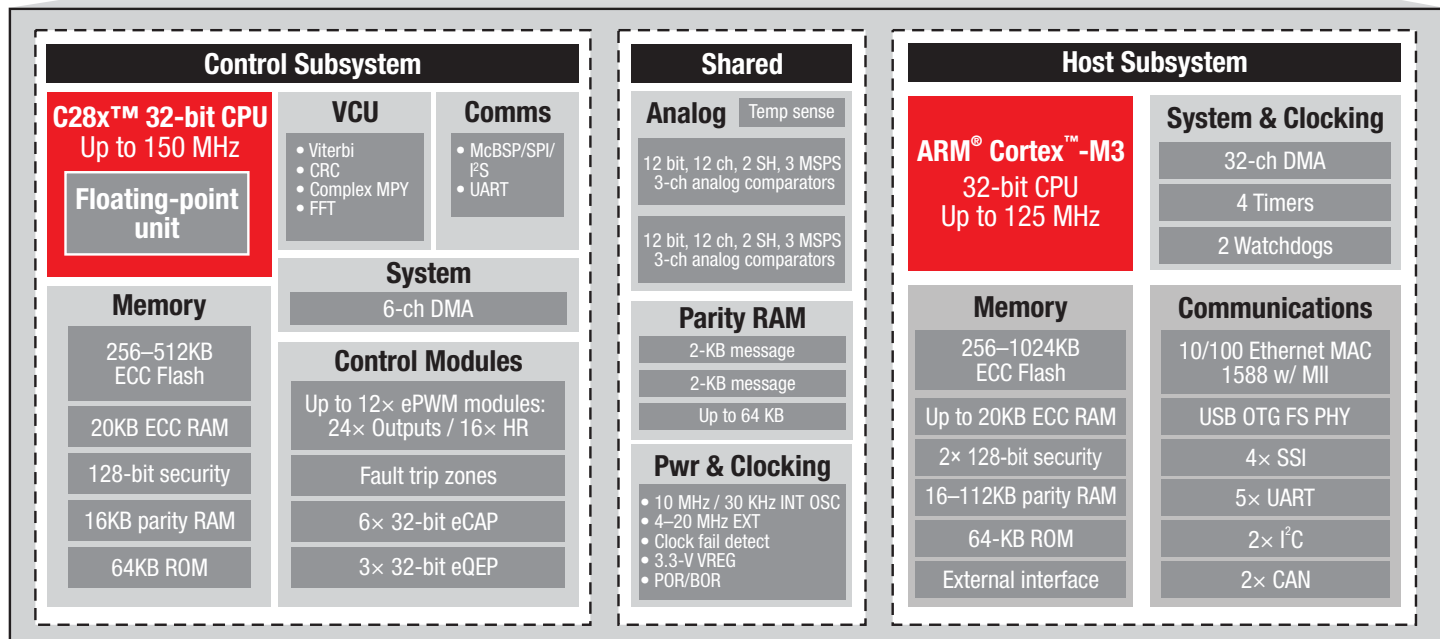 Control Subsystem
C28x™ 32-bit CPU
Up to 150 MHz
Floating-point
unit
VCU
• Viterbi
• CRC
• Complex MPY
• FFT
Comms
• McBSP/SPI/
I²S
• UART
System
6-ch DMA
Memory
256–512KB
ECC Flash
20KB ECC RAM
128-bit security
16KB parity RAM
64KB ROM
Control Modules
Up to 12× ePWM modules:
24× Outputs / 16× HR
Fault trip zones
6× 32-bit eCAP
3× 32-bit eQEP
Shared
Analog
Temp sense
12 bit, 12 ch, 2 SH, 3 MSPS
3-ch analog comparators
12 bit, 12 ch, 2 SH, 3 MSPS
3-ch analog comparators
Parity RAM
2-KB message
2-KB message
Up to 64 KB
Pwr & Clocking
• 10 MHz / 30 KHz INT OSC
• 4–20 MHz EXT
• Clock fail detect
• 3.3-V VREG
• POR/BOR
Host Subsystem
ARM® Cortex™-M3
32-bit CPU
Up to 125 MHz
System & Clocking
32-ch DMA
4 Timers
2 Watchdogs
Memory
256–1024KB
ECC Flash
Up to 20KB ECC RAM
2× 128-bit security
16–112KB parity RAM
64-KB ROM
External interface
Communications
10/100 Ethernet MAC
1588 w/ MII
USB OTG FS PHY
4× SSI
5× UART
2× I²C
2× CAN